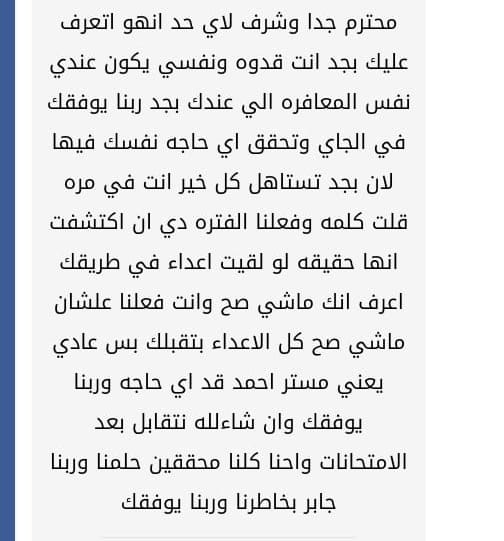 محترم جدا وشرف لاي حد انهو اتعرف
عليك بجد انت قدوه ونفسي يكون عندي
نفس المعافره الي عندك بجد ربنا يوفقك
في الجاي وتحقق اي حاجه نفسك فيها
لان بجد تستاهل كل خير انت في مره
قلت كلمه وفعلنا الفتره دي ان اكتشفت
انها حقيقه لو لقيت اعداء في طريقك
اعرف انك ماشي صح وانت فعلنا علشان
ماشي صح كل الاعداء بتقبلك بس عادي
يعني مستر احمد قد اي حاجه وربنا
يوفقك وان شاءلله نتقابل بعد
الامتحانات واحنا كلنا محققين حلمنا وربنا
جابر بخاطرنا وربنا يوفقك